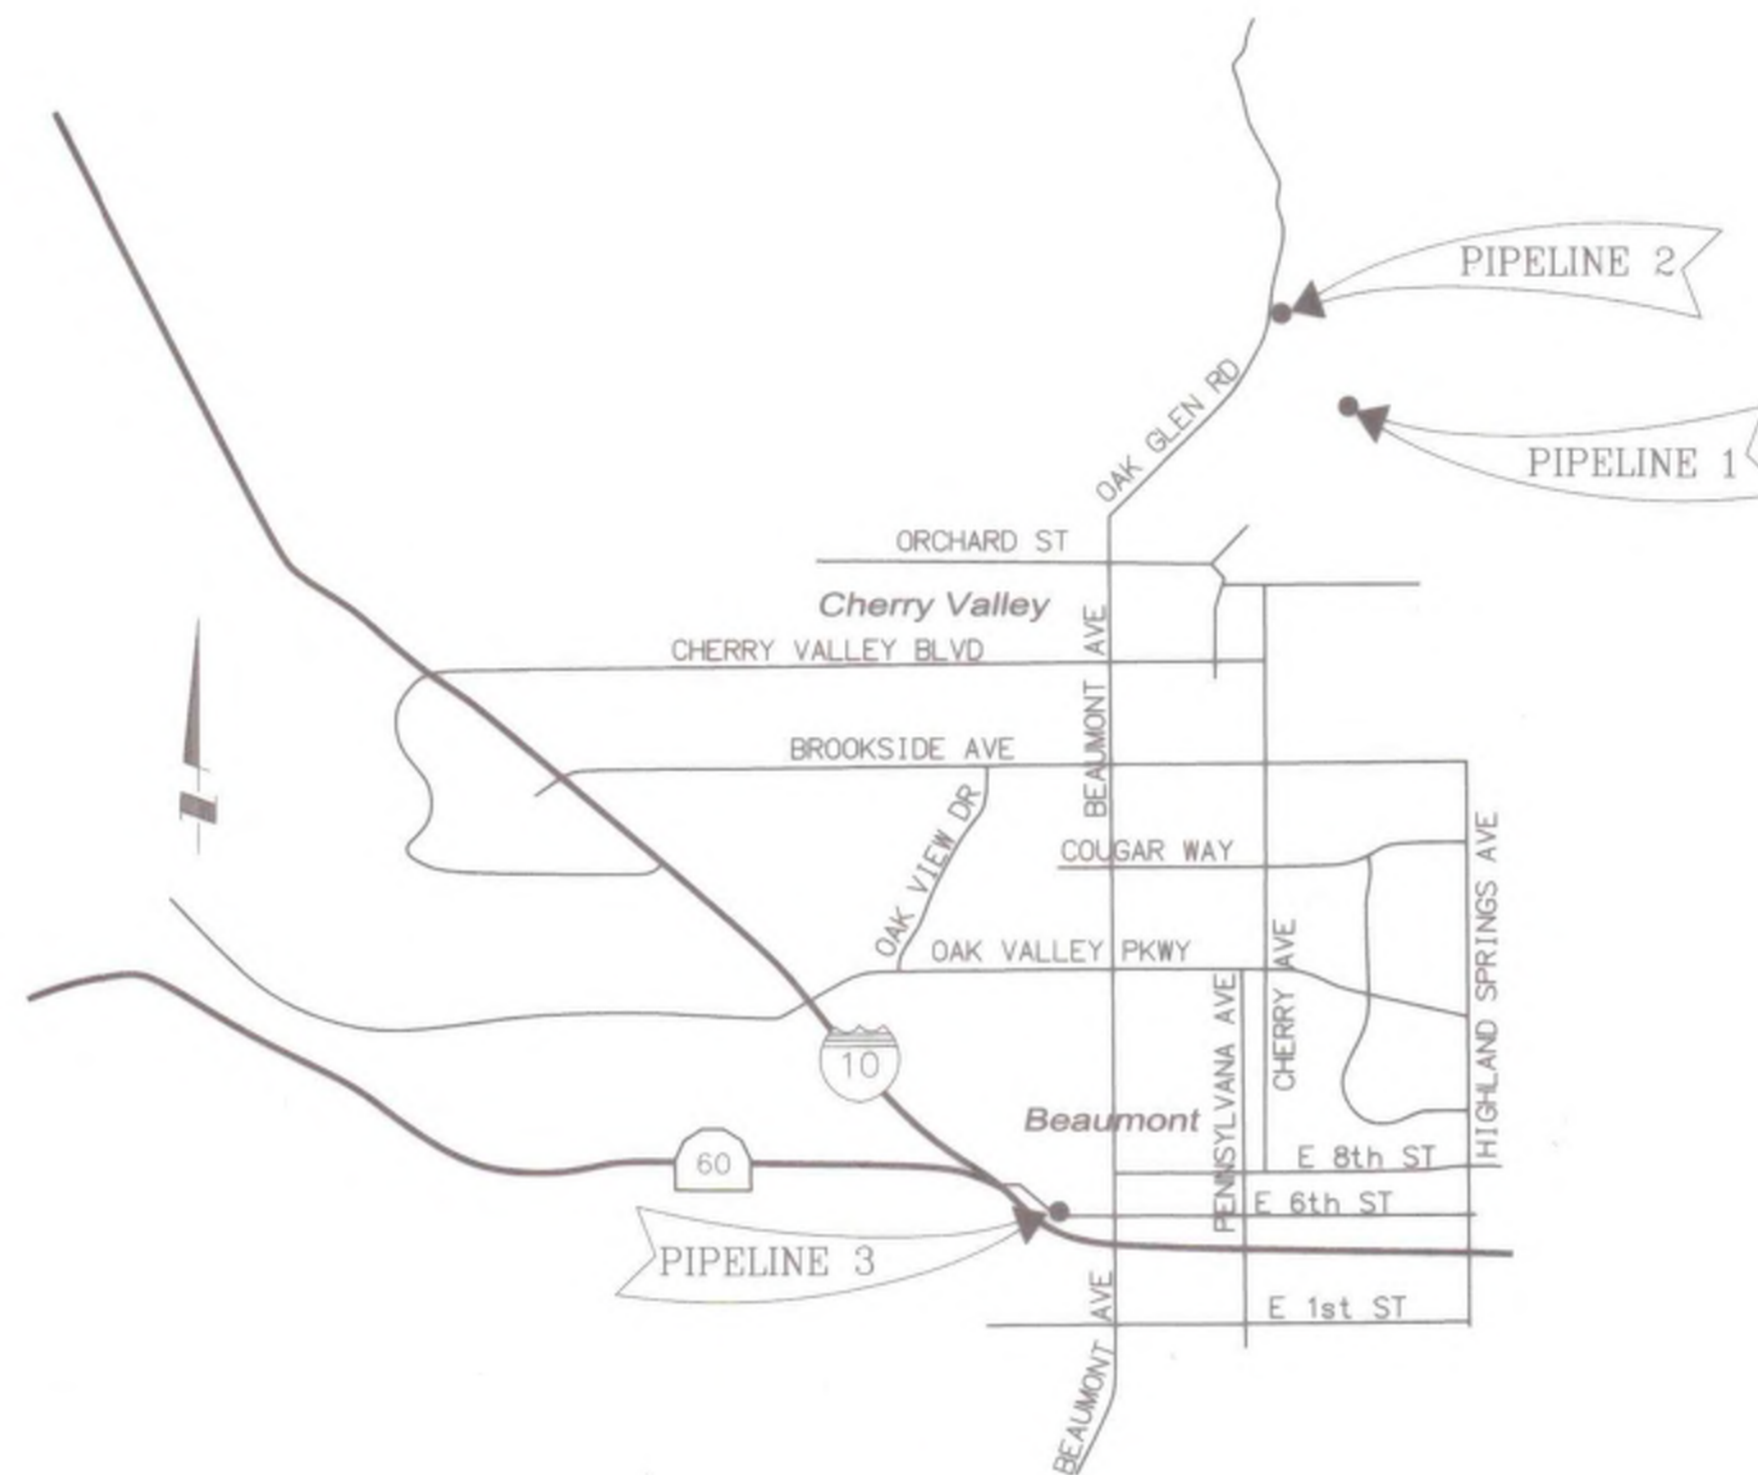 PIPELINE 2
OAK GLEN RD
PIPELINE 1
ORCHARD ST
Cherry Valley
BEAUMONT AVE
CHERRY VALLEY BLVD
BROOKSIDE AVE
OAK VIEW DR
COUGAR WAY
HIGHLAND SPRINGS AVE
N
OAK VALLEY PKWY
CHERRY AVE
PENNSYLVANA AVE
10
Beaumont
60
E 8th ST
E 6th ST
PIPELINE 3
E 1st ST
BEAUMONT AVE